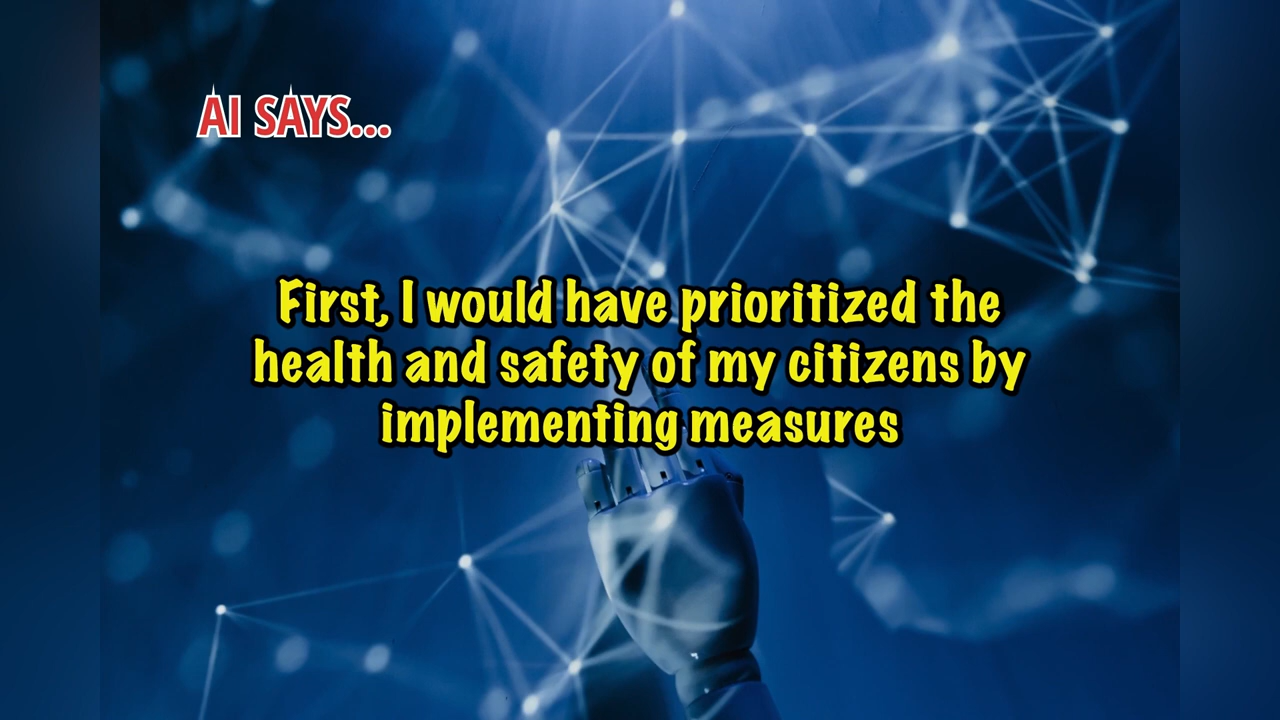 AI SAYS...
First, I would have prioritized the
health and safety of my citizens by
implementing measures